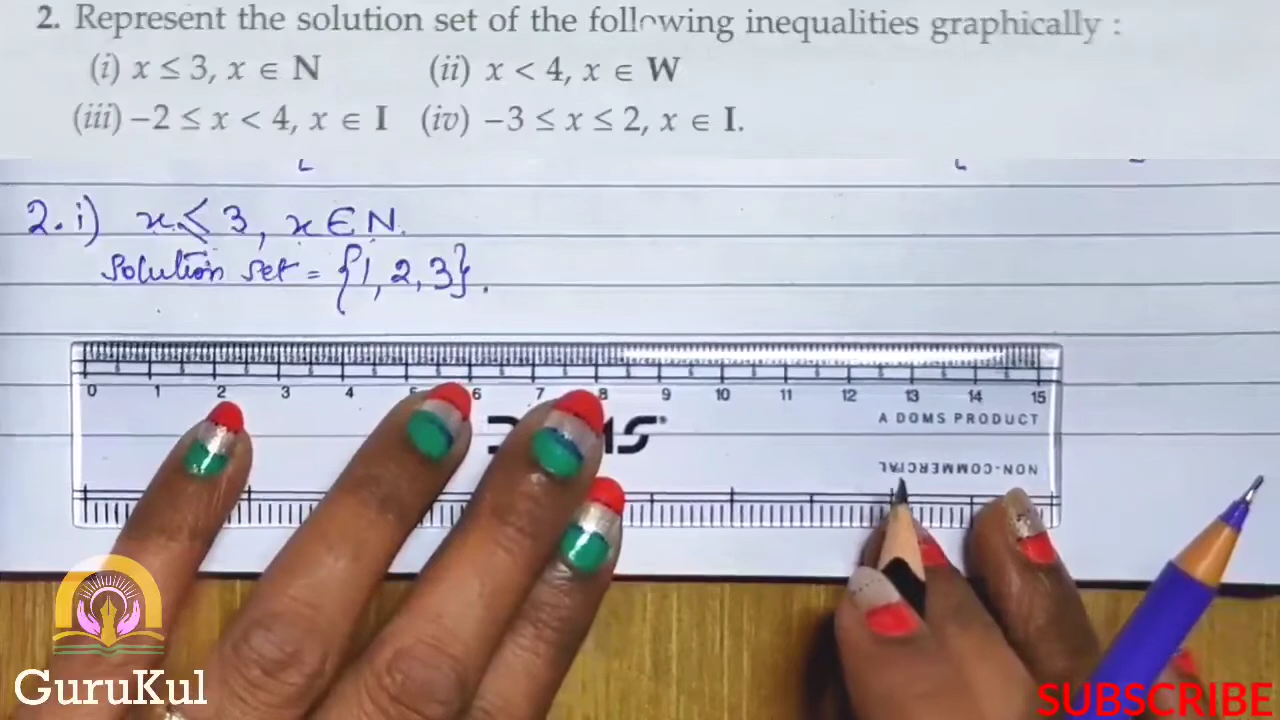 2. Represent the solution set of the following inequalities graphically :
(i) x ≤ 3, x ∈ N (ii) x < 4, x ∈ W
(iii) −2 ≤ x < 4, x ∈ I (iv) −3 ≤ x ≤ 2, x ∈ I.
2. i) x ≤ 3, x ∈ N.
Solution set = {1, 2, 3}.
0 1 2 3 4 5 6 7 8 9 10 11 12 13 14 15
A DOMS PRODUCT
NON-COMMERCIAL
GuruKul
SUBSCRIBE